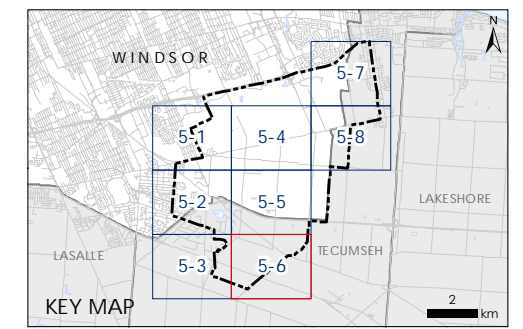 N
WINDSOR
5-7
5-1
5-4
5-8
5-2
5-5
LAKESHORE
LASALLE
5-3
5-6
TECUMSEH
KEY MAP
2
km